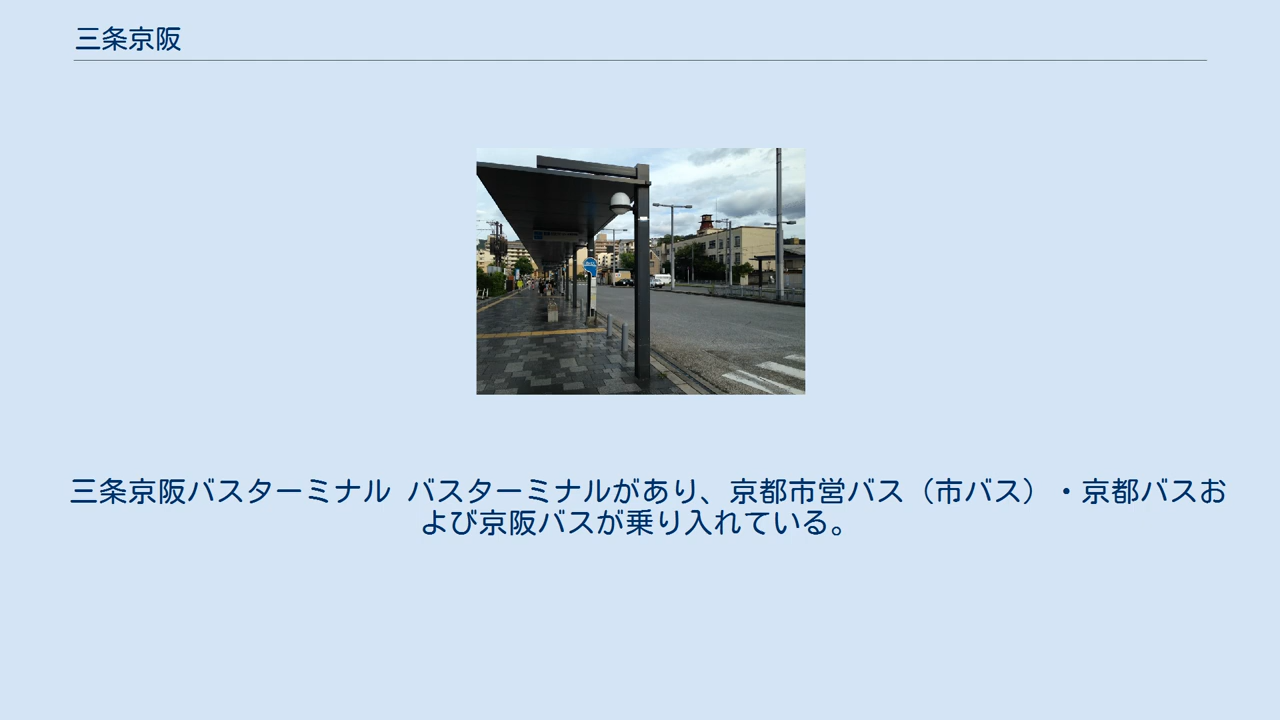 三条京阪
三条京阪バスターミナル バスターミナルがあり、京都市営バス（市バス）・京都バスお
よび京阪バスが乗り入れている。